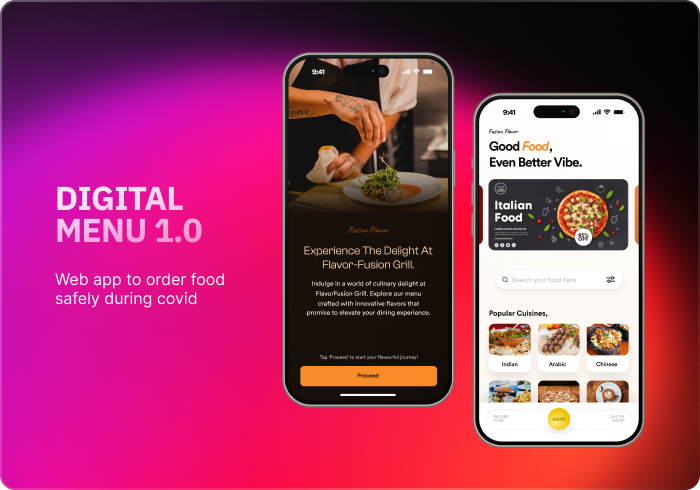 DIGITAL
MENU 1.0
Web app to order food
safely during covid
9:41
Fusion Flavor
Experience The Delight At
Flavor-Fusion Grill.
Indulge in a world of culinary delight at
FlavorFusion Grill. Explore our menu
crafted with innovative flavors that
promise to elevate your dining experience.
Tap 'Proceed' to start your flavourful journey!
Proceed
9:41
Fusion Flavor
Good Food,
Even Better Vibe.
Italian
Food
45%
OFF
Search your food here
Popular Cuisines,
Indian
Arabic
Chinese